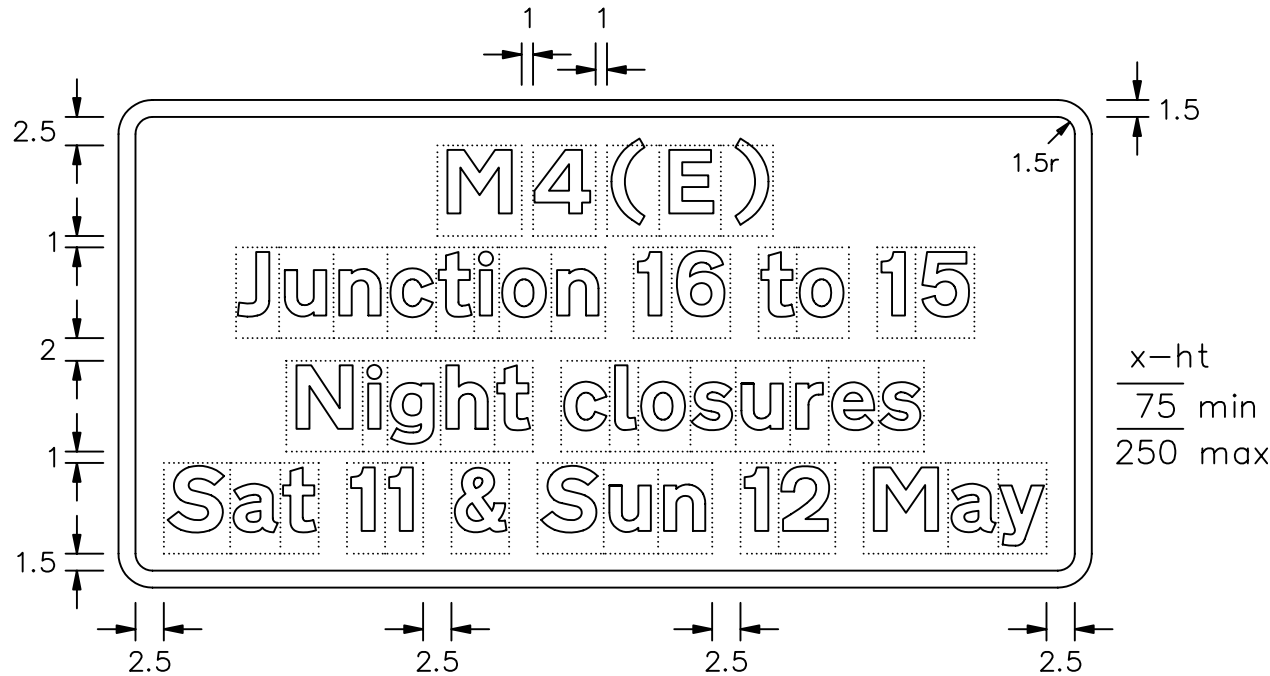 1 1
2.5 1.5
1.5r
M4(E)
1
Junction 16 to 15
2
x-ht
Night closures
75 min
250 max
1
Sat 11 & Sun 12 May
1.5
2.5 2.5 2.5 2.5